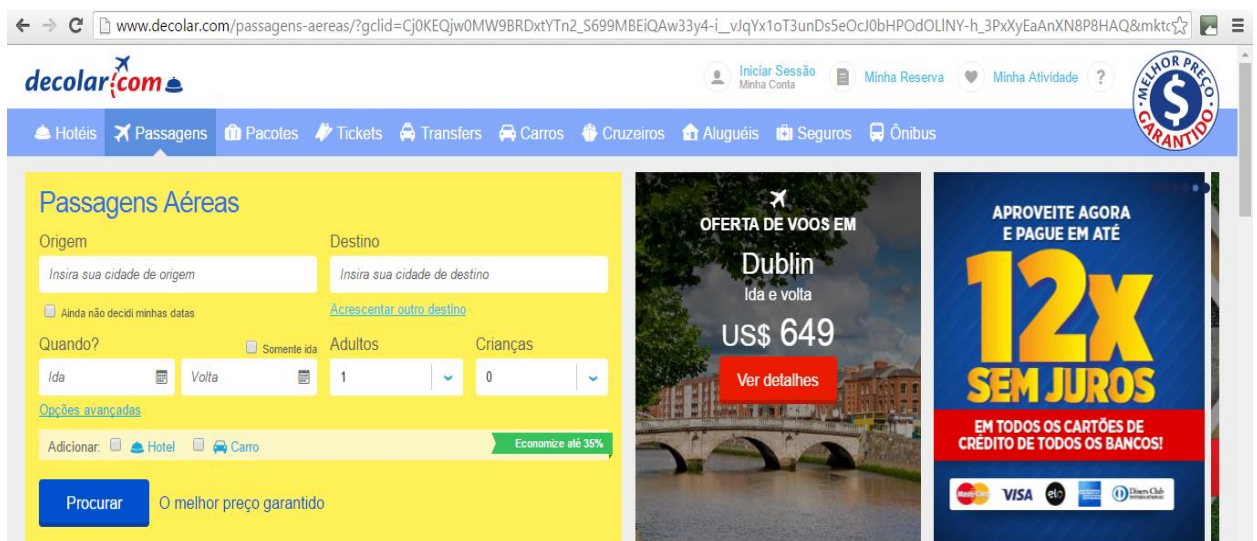 www.decolar.com/passagens-aereas/?gclid=Cj0KEQjw0MW9BRDxtYTn2_S699MBEiQAw33y4-i__vJqYx1oT3unDs5eOcJ0bHPOdOLlNY-h_3PxXyEaAnXN8P8HAQ&mktc
decolar.com
Iniciar Sessão
Minha Conta
Minha Reserva
Minha Atividade
?
MELHOR PREÇO
$
GARANTIDO
Hotéis Passagens Pacotes Tickets Transfers Carros Cruzeiros Aluguéis Seguros Ônibus
Passagens Aéreas
Origem Destino
Insira sua cidade de origem Insira sua cidade de destino
Ainda não decidi minhas datas Acrescentar outro destino
Quando? Somente ida Adultos Crianças
Ida Volta 1 0
Opções avançadas
Adicionar: Hotel Carro Economize até 35%
Procurar O melhor preço garantido
OFERTA DE VOOS EM
Dublin
Ida e volta
US$ 649
Ver detalhes
APROVEITE AGORA
E PAGUE EM ATÉ
12X
SEM JUROS
EM TODOS OS CARTÕES DE
CRÉDITO DE TODOS OS BANCOS!
MasterCard VISA elo Diners Club
INTERNATIONAL